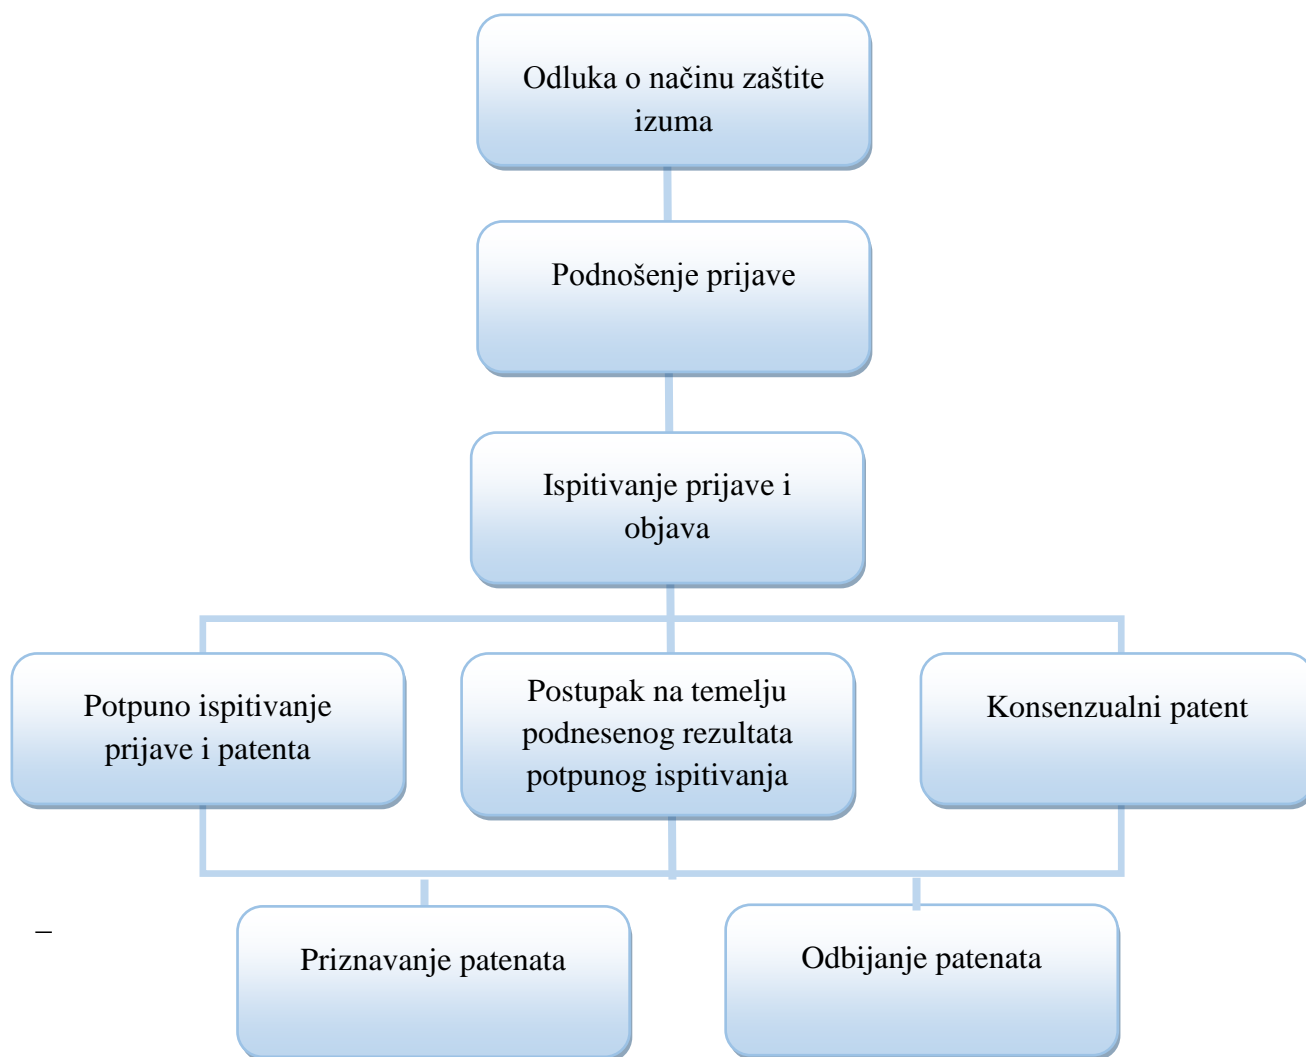 Odluka o načinu zaštite
izuma
Podnošenje prijave
Ispitivanje prijave i
objava
Potpuno ispitivanje
prijave i patenta
Postupak na temelju
podnesenog rezultata
potpunog ispitivanja
Konsenzualni patent
–
Priznavanje patenata
Odbijanje patenata